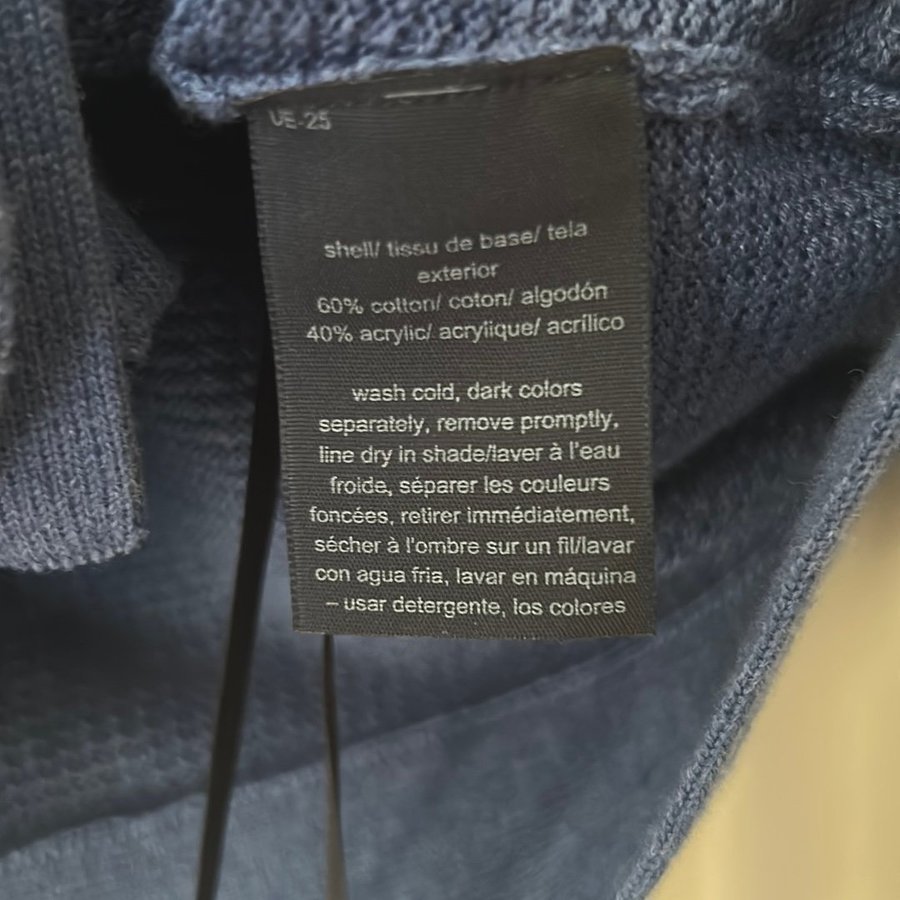 UE-25
shell/ tissu de base/ tela
exterior
60% cotton/ coton/ algodón
40% acrylic/ acrylique/ acrílico
wash cold, dark colors
separately, remove promptly,
line dry in shade/laver à l'eau
froide, séparer les couleurs
foncées, retirer immédiatement,
sécher à l'ombre sur un fil/lavar
con agua fria, lavar en máquina
– usar detergente, los colores